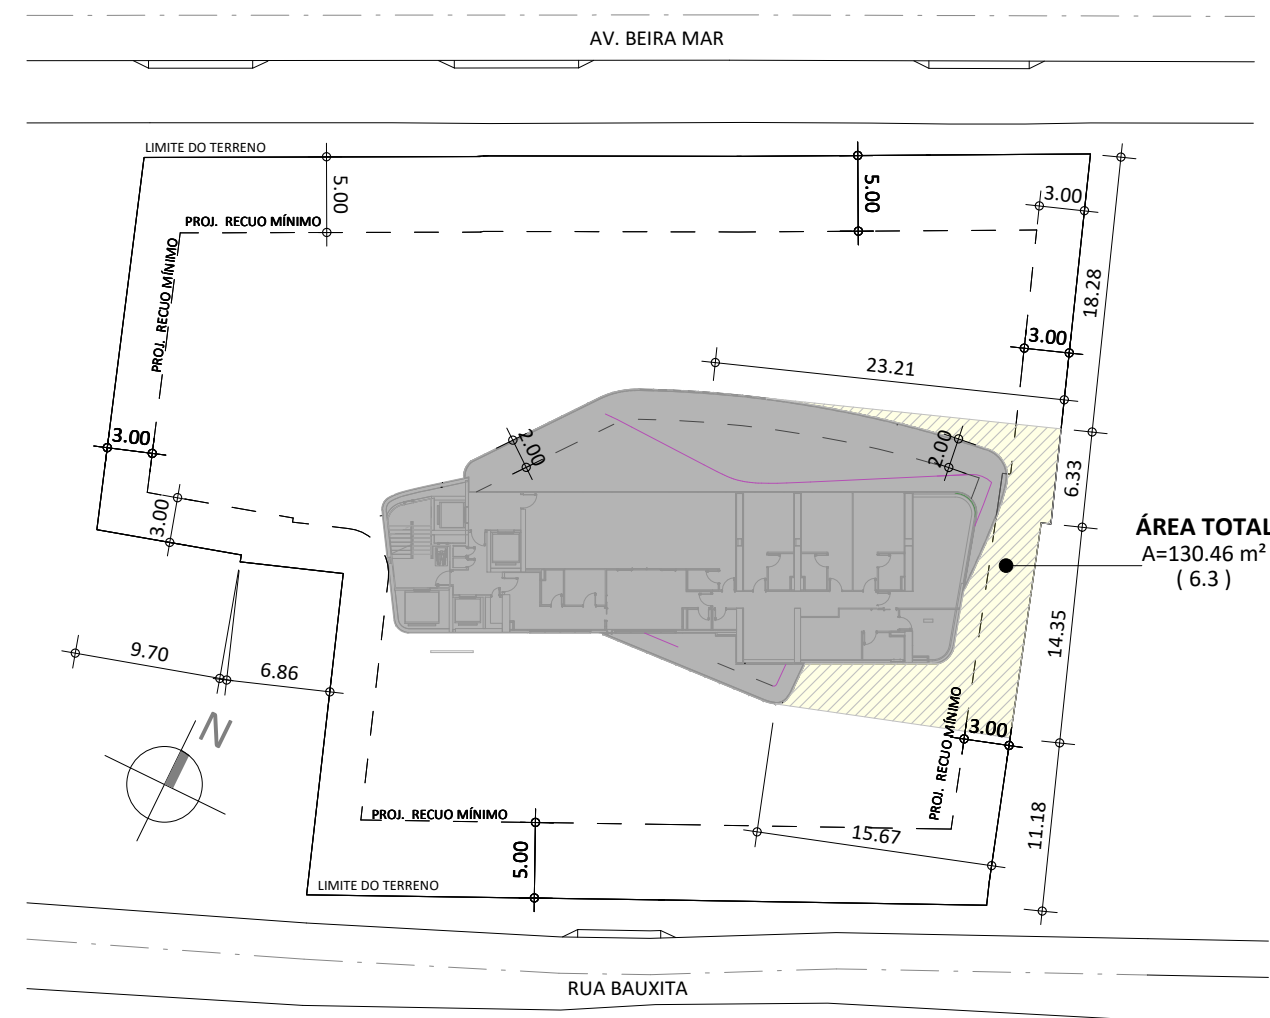 AV. BEIRA MAR
LIMITE DO TERRENO
5.00
5.00
3.00
PROJ. RECUO MÍNIMO
PROJ. RECUO MÍNIMO
18.28
3.00
23.21
3.00
2.00
2.00
6.33
3.00
ÁREA TOTAL
A=130.46 m²
( 6.3 )
14.35
9.70
6.86
N
PROJ. RECUO MÍNIMO
3.00
PROJ. RECUO MÍNIMO
15.67
11.18
5.00
LIMITE DO TERRENO
RUA BAUXITA